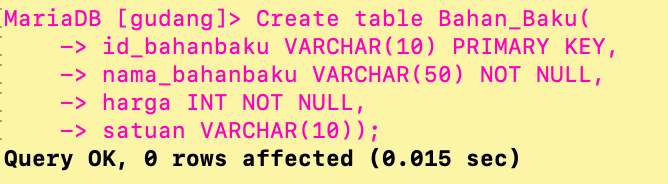 MariaDB [gudang]> Create table Bahan_Baku(
-> id_bahanbaku VARCHAR(10) PRIMARY KEY,
-> nama_bahanbaku VARCHAR(50) NOT NULL,
-> harga INT NOT NULL,
-> satuan VARCHAR(10));
Query OK, 0 rows affected (0.015 sec)